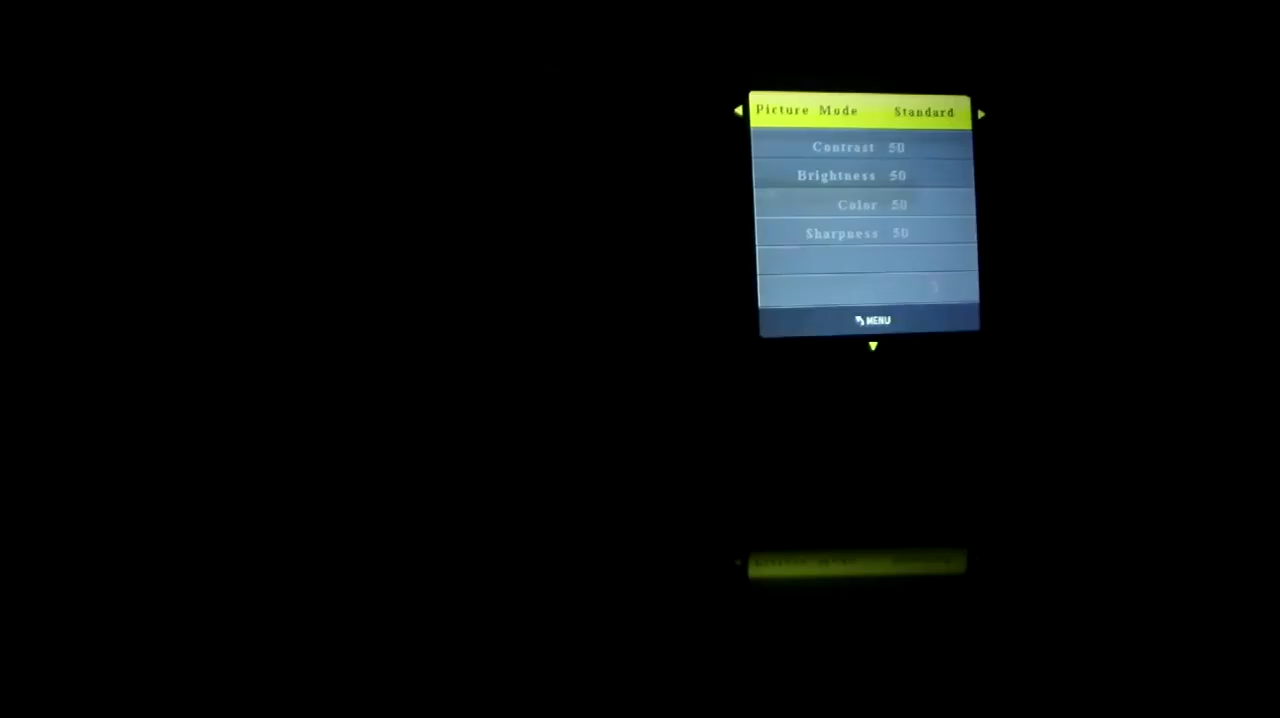 Picture Mode Standard
Contrast 50
Brightness 50
Color 50
Sharpness 50
MENU